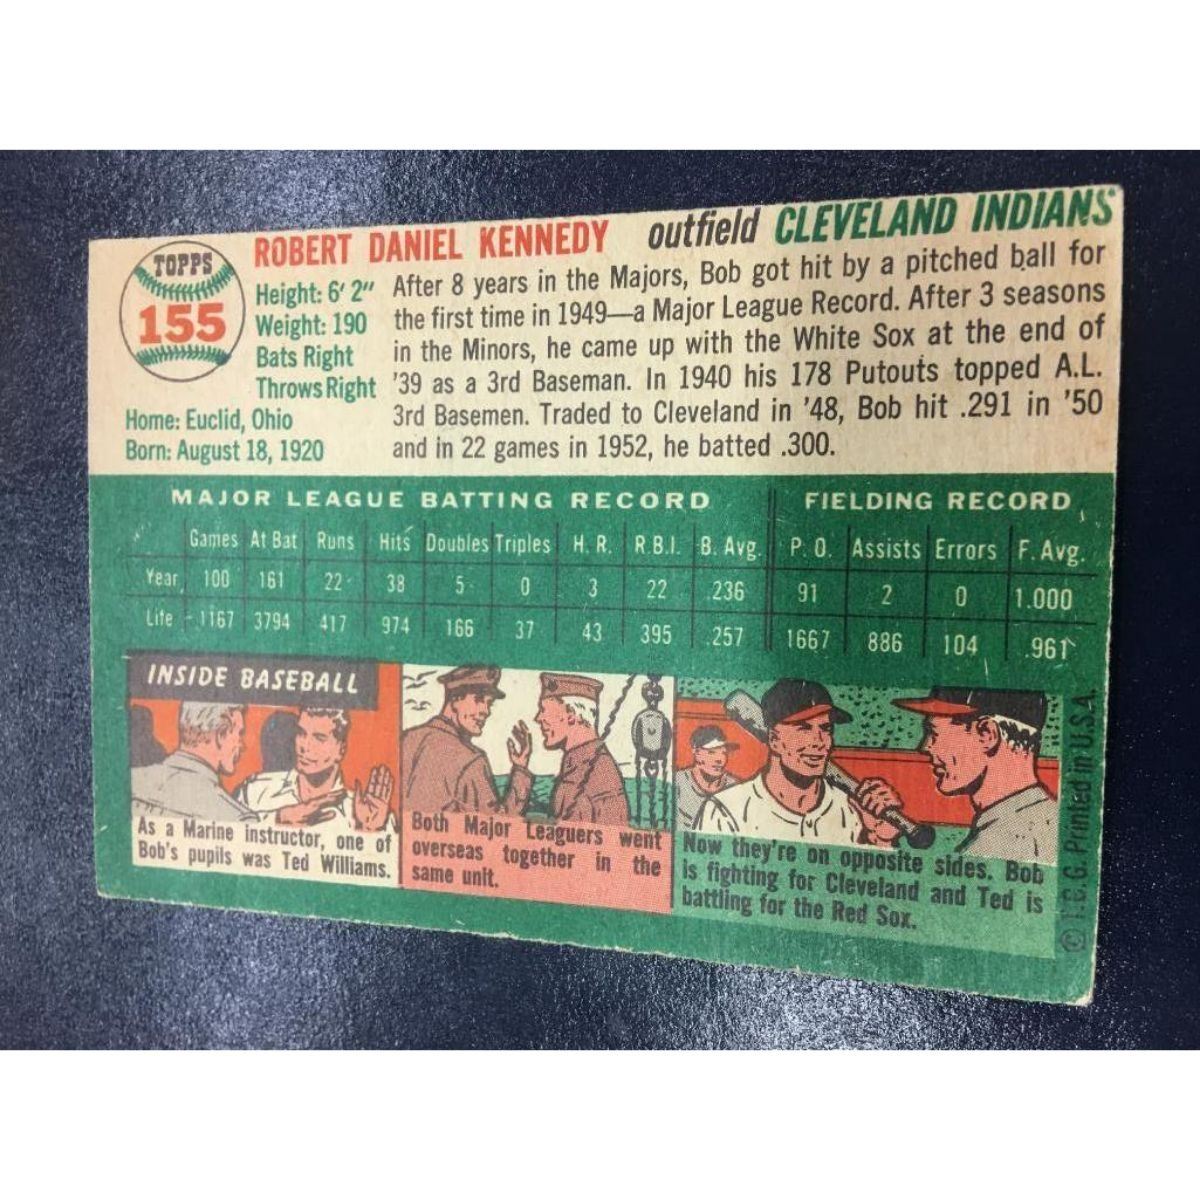 TOPPS
155
ROBERT DANIEL KENNEDY outfield CLEVELAND INDIANS
Height: 6' 2"
Weight: 190
Bats Right
Throws Right
Home: Euclid, Ohio
Born: August 18, 1920
After 8 years in the Majors, Bob got hit by a pitched ball for
the first time in 1949—a Major League Record. After 3 seasons
in the Minors, he came up with the White Sox at the end of
'39 as a 3rd Baseman. In 1940 his 178 Putouts topped A.L.
3rd Basemen. Traded to Cleveland in '48, Bob hit .291 in '50
and in 22 games in 1952, he batted .300.
MAJOR LEAGUE BATTING RECORD FIELDING RECORD
Games At Bat Runs Hits Doubles Triples H. R. R.B.I. B. Avg. P. O. Assists Errors F. Avg.
Year 100 161 22 38 5 0 3 22 .236 91 2 0 1.000
Life 1167 3794 417 974 166 37 43 395 .257 1667 886 104 .961
INSIDE BASEBALL
As a Marine instructor, one of
Bob's pupils was Ted Williams.
Both Major Leaguers went
overseas together in the
same unit.
Now they're on opposite sides. Bob
is fighting for Cleveland and Ted is
battling for the Red Sox.
© T.C.G. Printed in U.S.A.